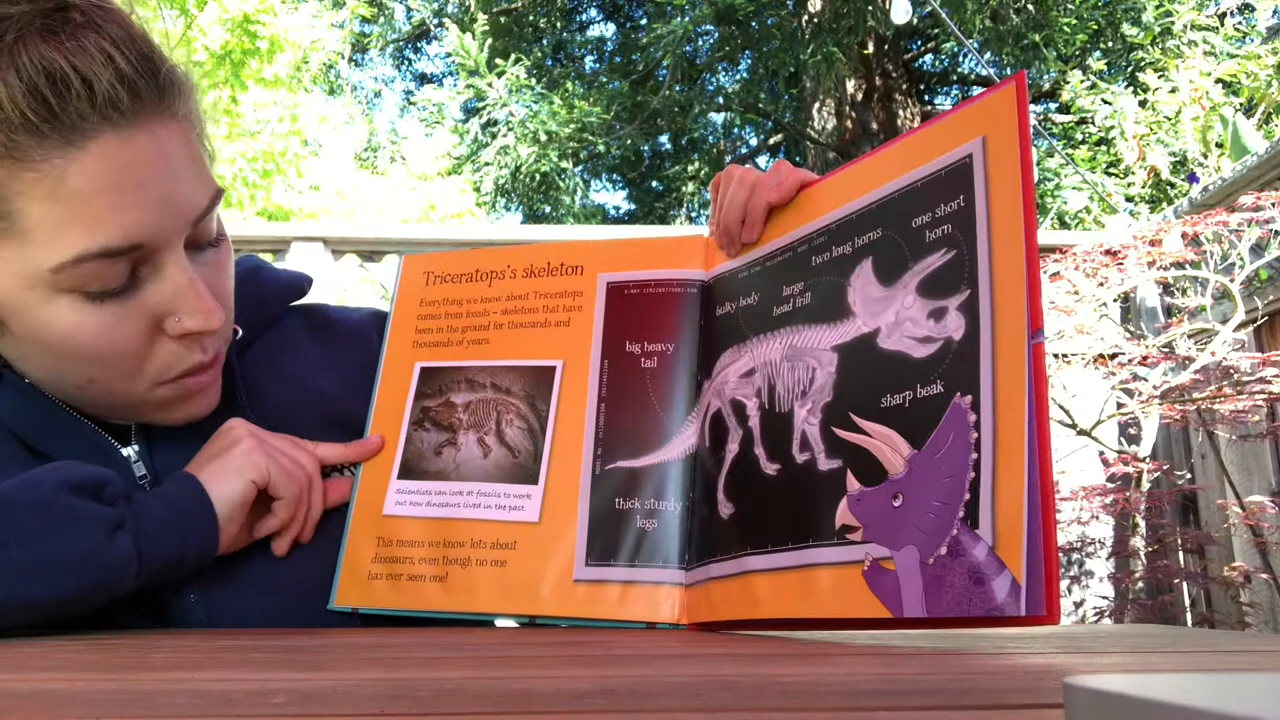 Triceratops's skeleton
Everything we know about Triceratops
comes from fossils – skeletons that have
been in the ground for thousands and
thousands of years.
Scientists can look at fossils to work
out how dinosaurs lived in the past.
This means we know lots about
dinosaurs, even though no one
has ever seen one!
big heavy
tail
thick sturdy
legs
bulky body
large
head frill
two long horns
one short
horn
sharp beak